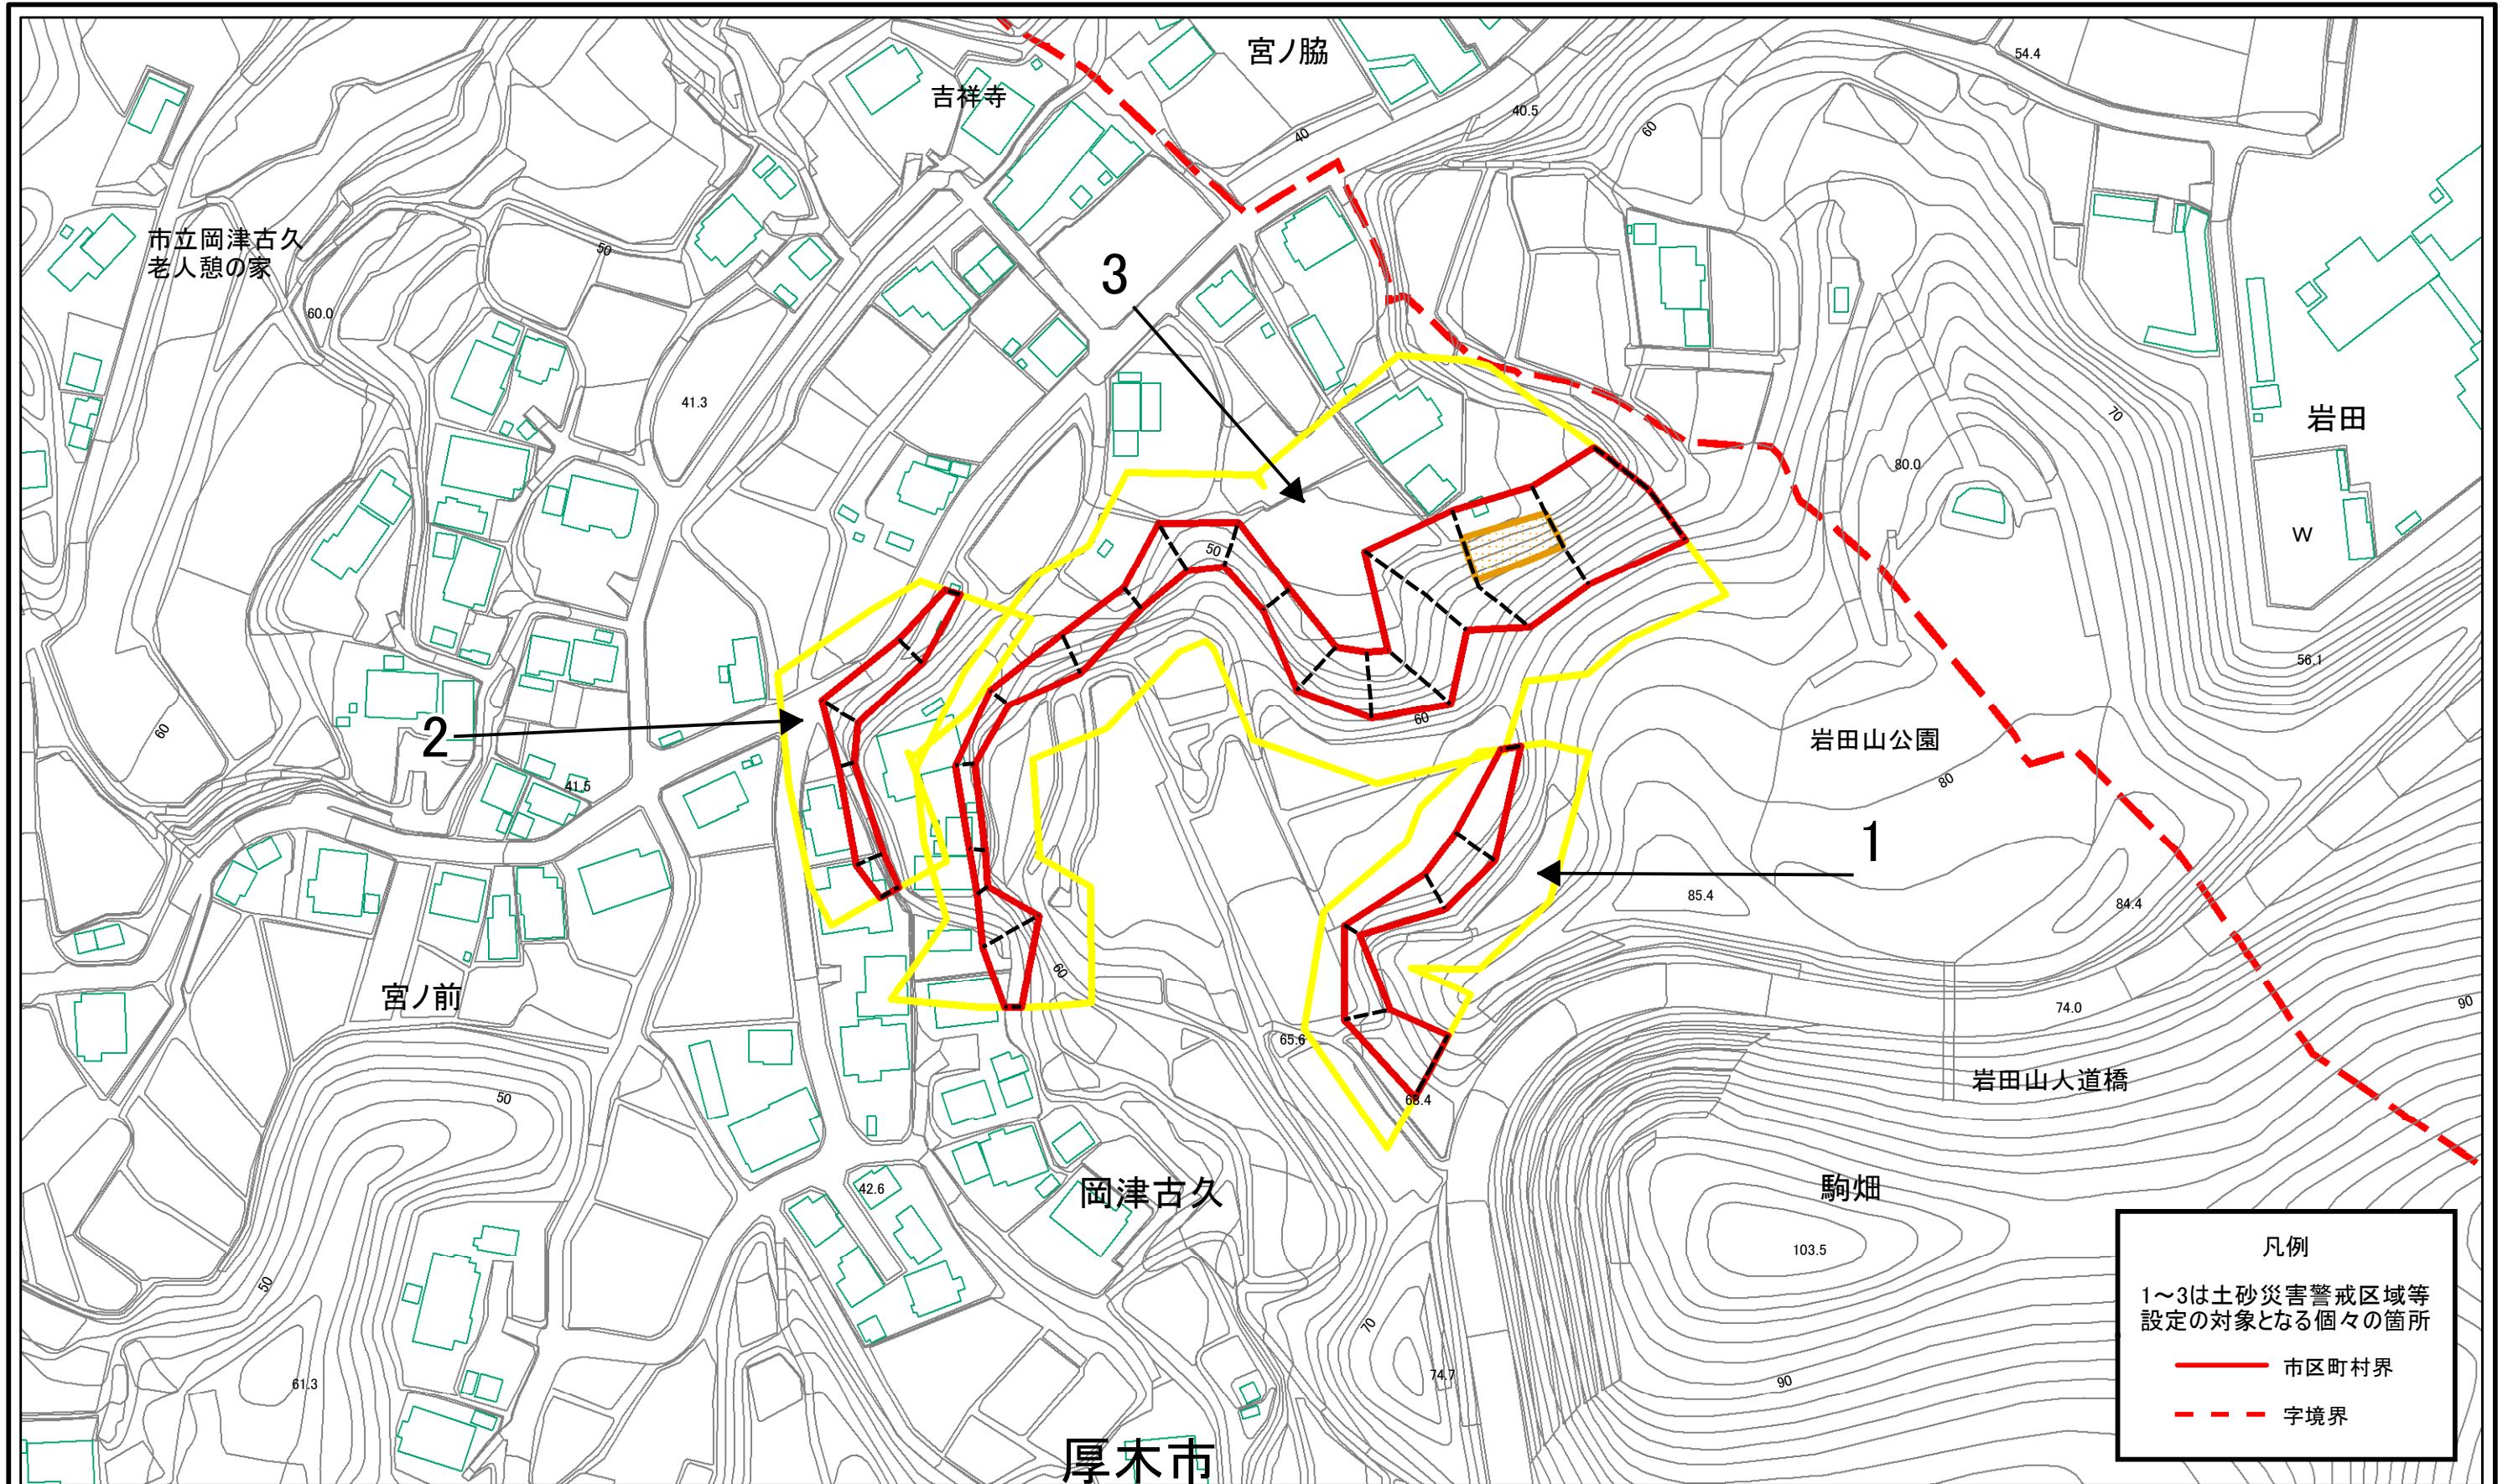 宮ノ脇
54.4
吉祥寺
40.5
40
60
市立岡津古久
老人憩の家
50
3
60.0
41.3
70
岩田
80.0
W
50
56.1
60
60
2
岩田山公園
80
41.5
1
85.4
84.4
60
宮ノ前
90
74.0
65.6
岩田山人道橋
50
68.4
岡津古久
42.6
駒畑
103.5
50
70
74.7
61.3
90
厚木市
凡例
1～3は土砂災害警戒区域等
設定の対象となる個々の箇所
市区町村界
字境界